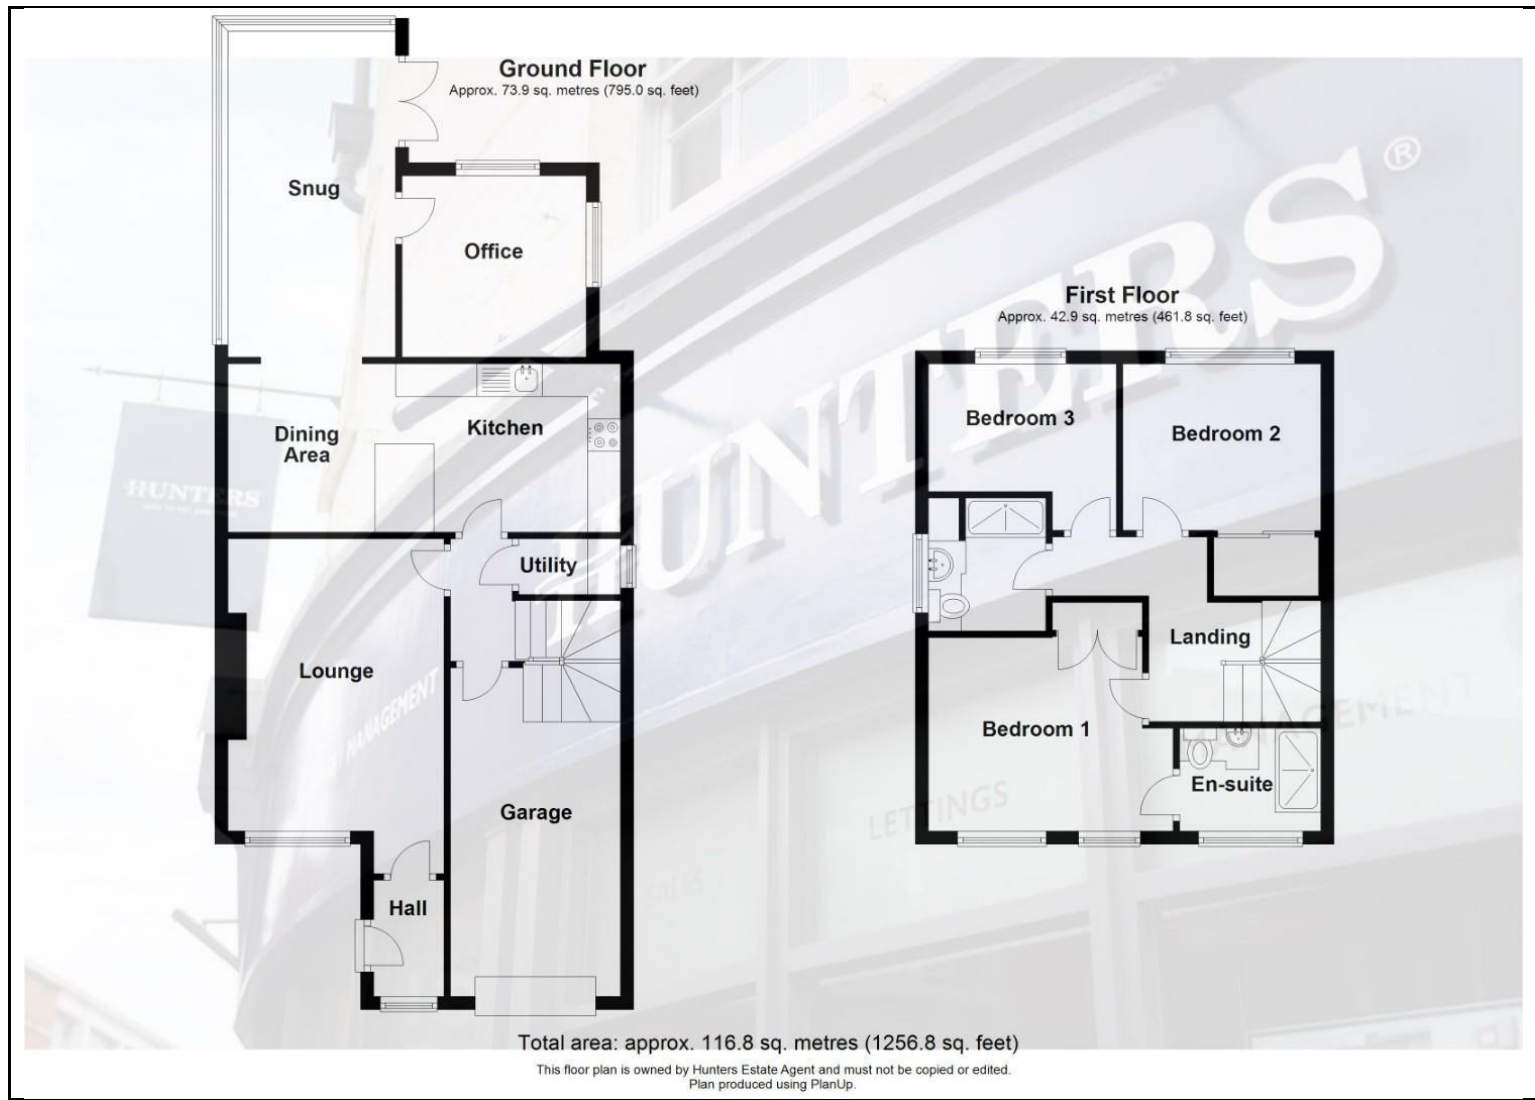 Ground Floor
Approx. 73.9 sq. metres (795.0 sq. feet)
Snug
Office
Dining
Area
Kitchen
Utility
Lounge
Garage
Hall
First Floor
Approx. 42.9 sq. metres (461.8 sq. feet)
Bedroom 3
Bedroom 2
Landing
Bedroom 1
En-suite
HUNTERS®
HUNTERS
MANAGEMENT
SALES
LETTINGS
MANAGEMENT
Total area: approx. 116.8 sq. metres (1256.8 sq. feet)
This floor plan is owned by Hunters Estate Agent and must not be copied or edited.
Plan produced using PlanUp.